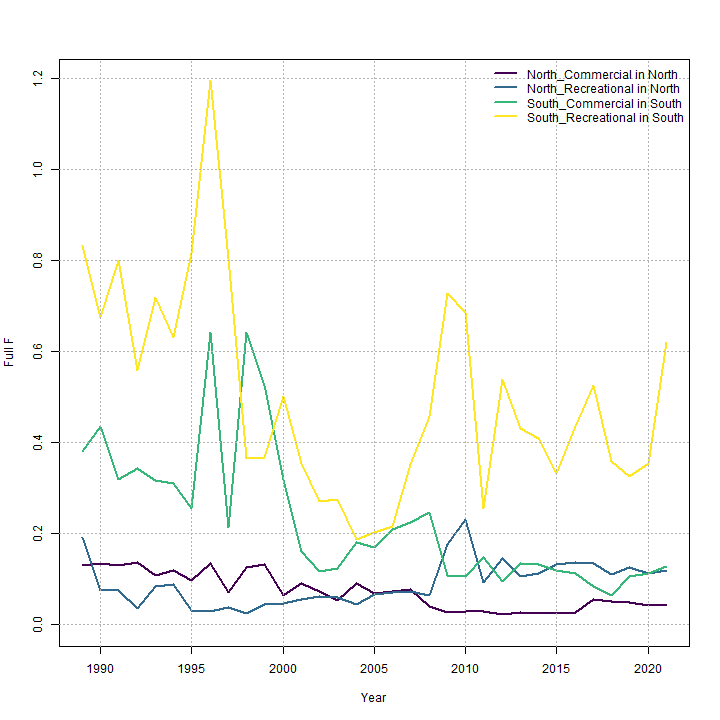 North_Commercial in North
North_Recreational in North
South_Commercial in South
South_Recreational in South
Full F
1.2
1.0
0.8
0.6
0.4
0.2
0.0
1990 1995 2000 2005 2010 2015 2020
Year